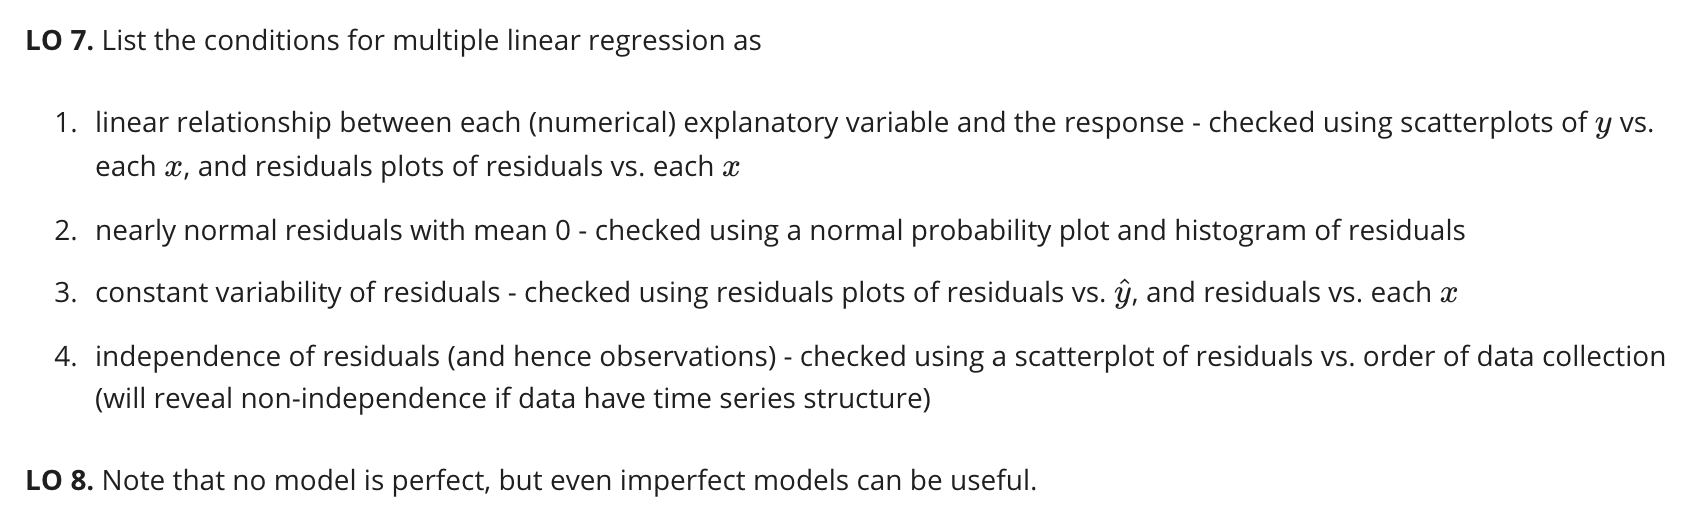 LO 7. List the conditions for multiple linear regression as
1. linear relationship between each (numerical) explanatory variable and the response - checked using scatterplots of y vs.
each x, and residuals plots of residuals vs. each x
2. nearly normal residuals with mean 0 - checked using a normal probability plot and histogram of residuals
3. constant variability of residuals - checked using residuals plots of residuals vs. ŷ, and residuals vs. each x
4. independence of residuals (and hence observations) - checked using a scatterplot of residuals vs. order of data collection
(will reveal non-independence if data have time series structure)
LO 8. Note that no model is perfect, but even imperfect models can be useful.